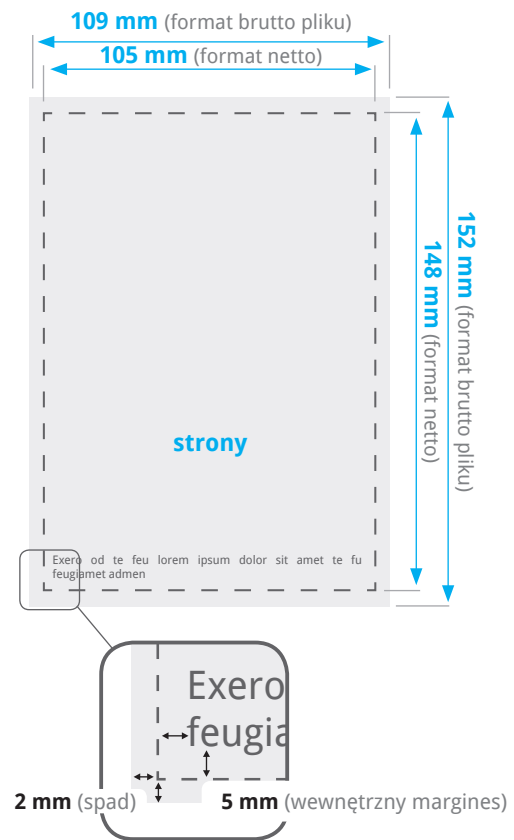 109 mm (format brutto pliku)
105 mm (format netto)
152 mm (format brutto pliku)
148 mm (format netto)
strony
Exero od te feu lorem ipsum dolor sit amet te fu
feugiamet admen
Exero
feugia
2 mm (spad)
5 mm (wewnętrzny margines)